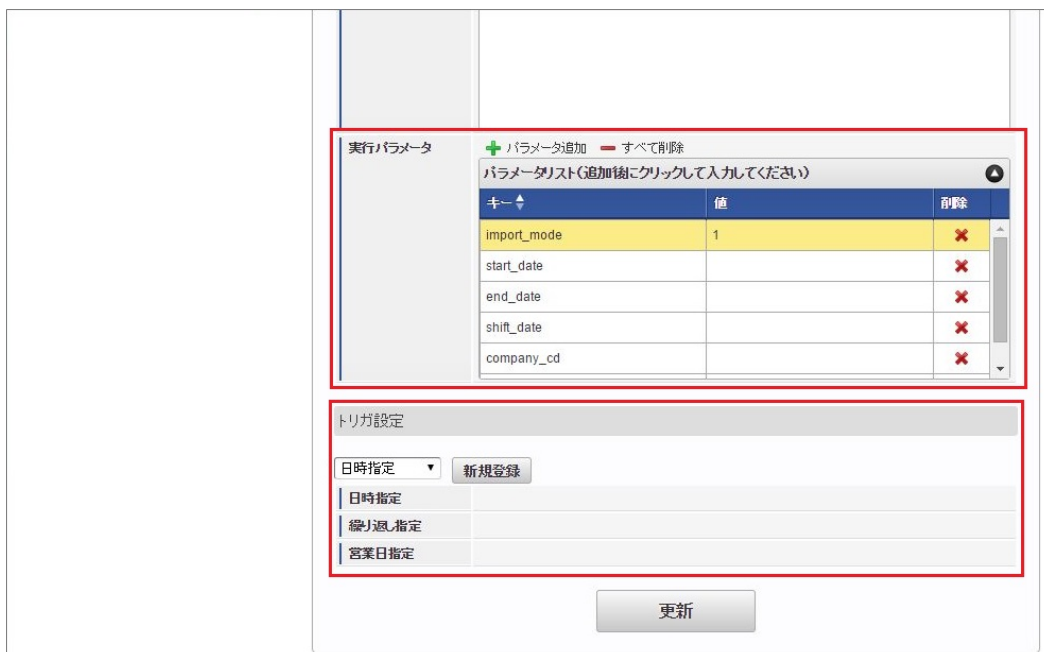 実行パラメータ
パラメータ追加 すべて削除
パラメータリスト(追加後にクリックして入力してください)
キー 値 削除
import_mode 1
start_date
end_date
shift_date
company_cd
トリガ設定
日時指定 新規登録
日時指定
繰り返し指定
営業日指定
更新